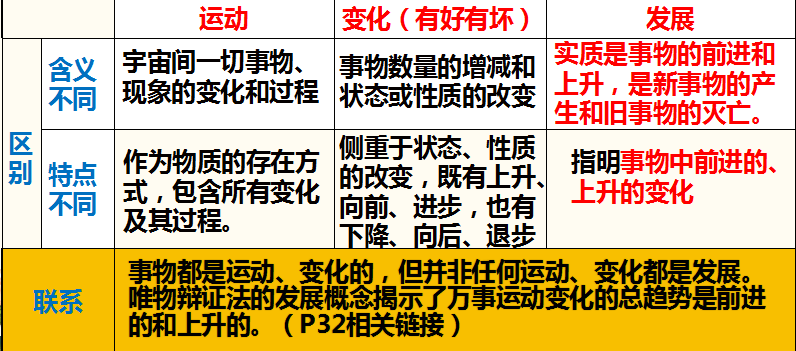 运动
变化（有好有坏）
发展
区别
含义
不同
宇宙间一切事物、
现象的变化和过程
事物数量的增减和
状态或性质的改变
实质是事物的前进和
上升，是新事物的产
生和旧事物的灭亡。
特点
不同
作为物质的存在方
式，包含所有变化
及其过程。
侧重于状态、性质
的改变，既有上升、
向前、进步，也有
下降、向后、退步
指明事物中前进的、
上升的变化
联系
事物都是运动、变化的，但并非任何运动、变化都是发展。
唯物辩证法的发展概念揭示了万事运动变化的总趋势是前进
的和上升的。（P32相关链接）